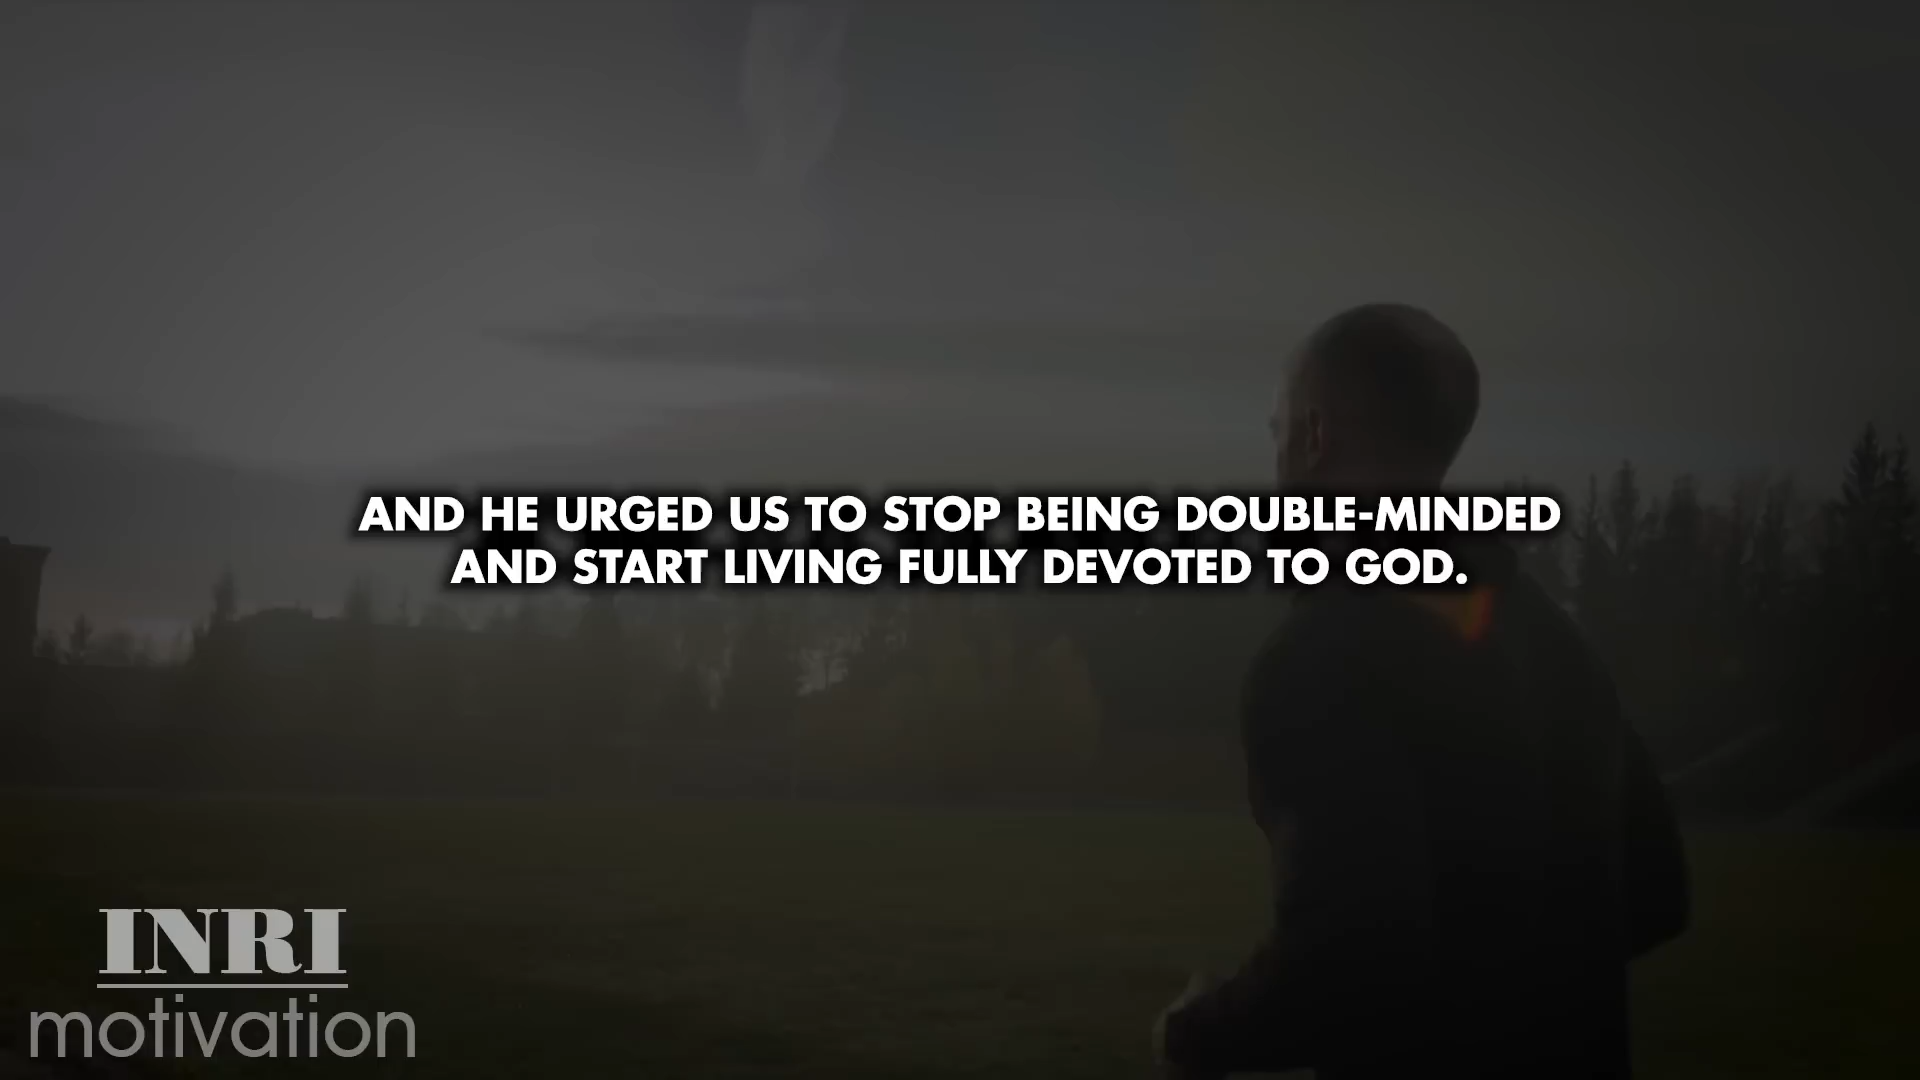 AND HE URGED US TO STOP BEING DOUBLE-MINDED
AND START LIVING FULLY DEVOTED TO GOD.
INRI
motivation